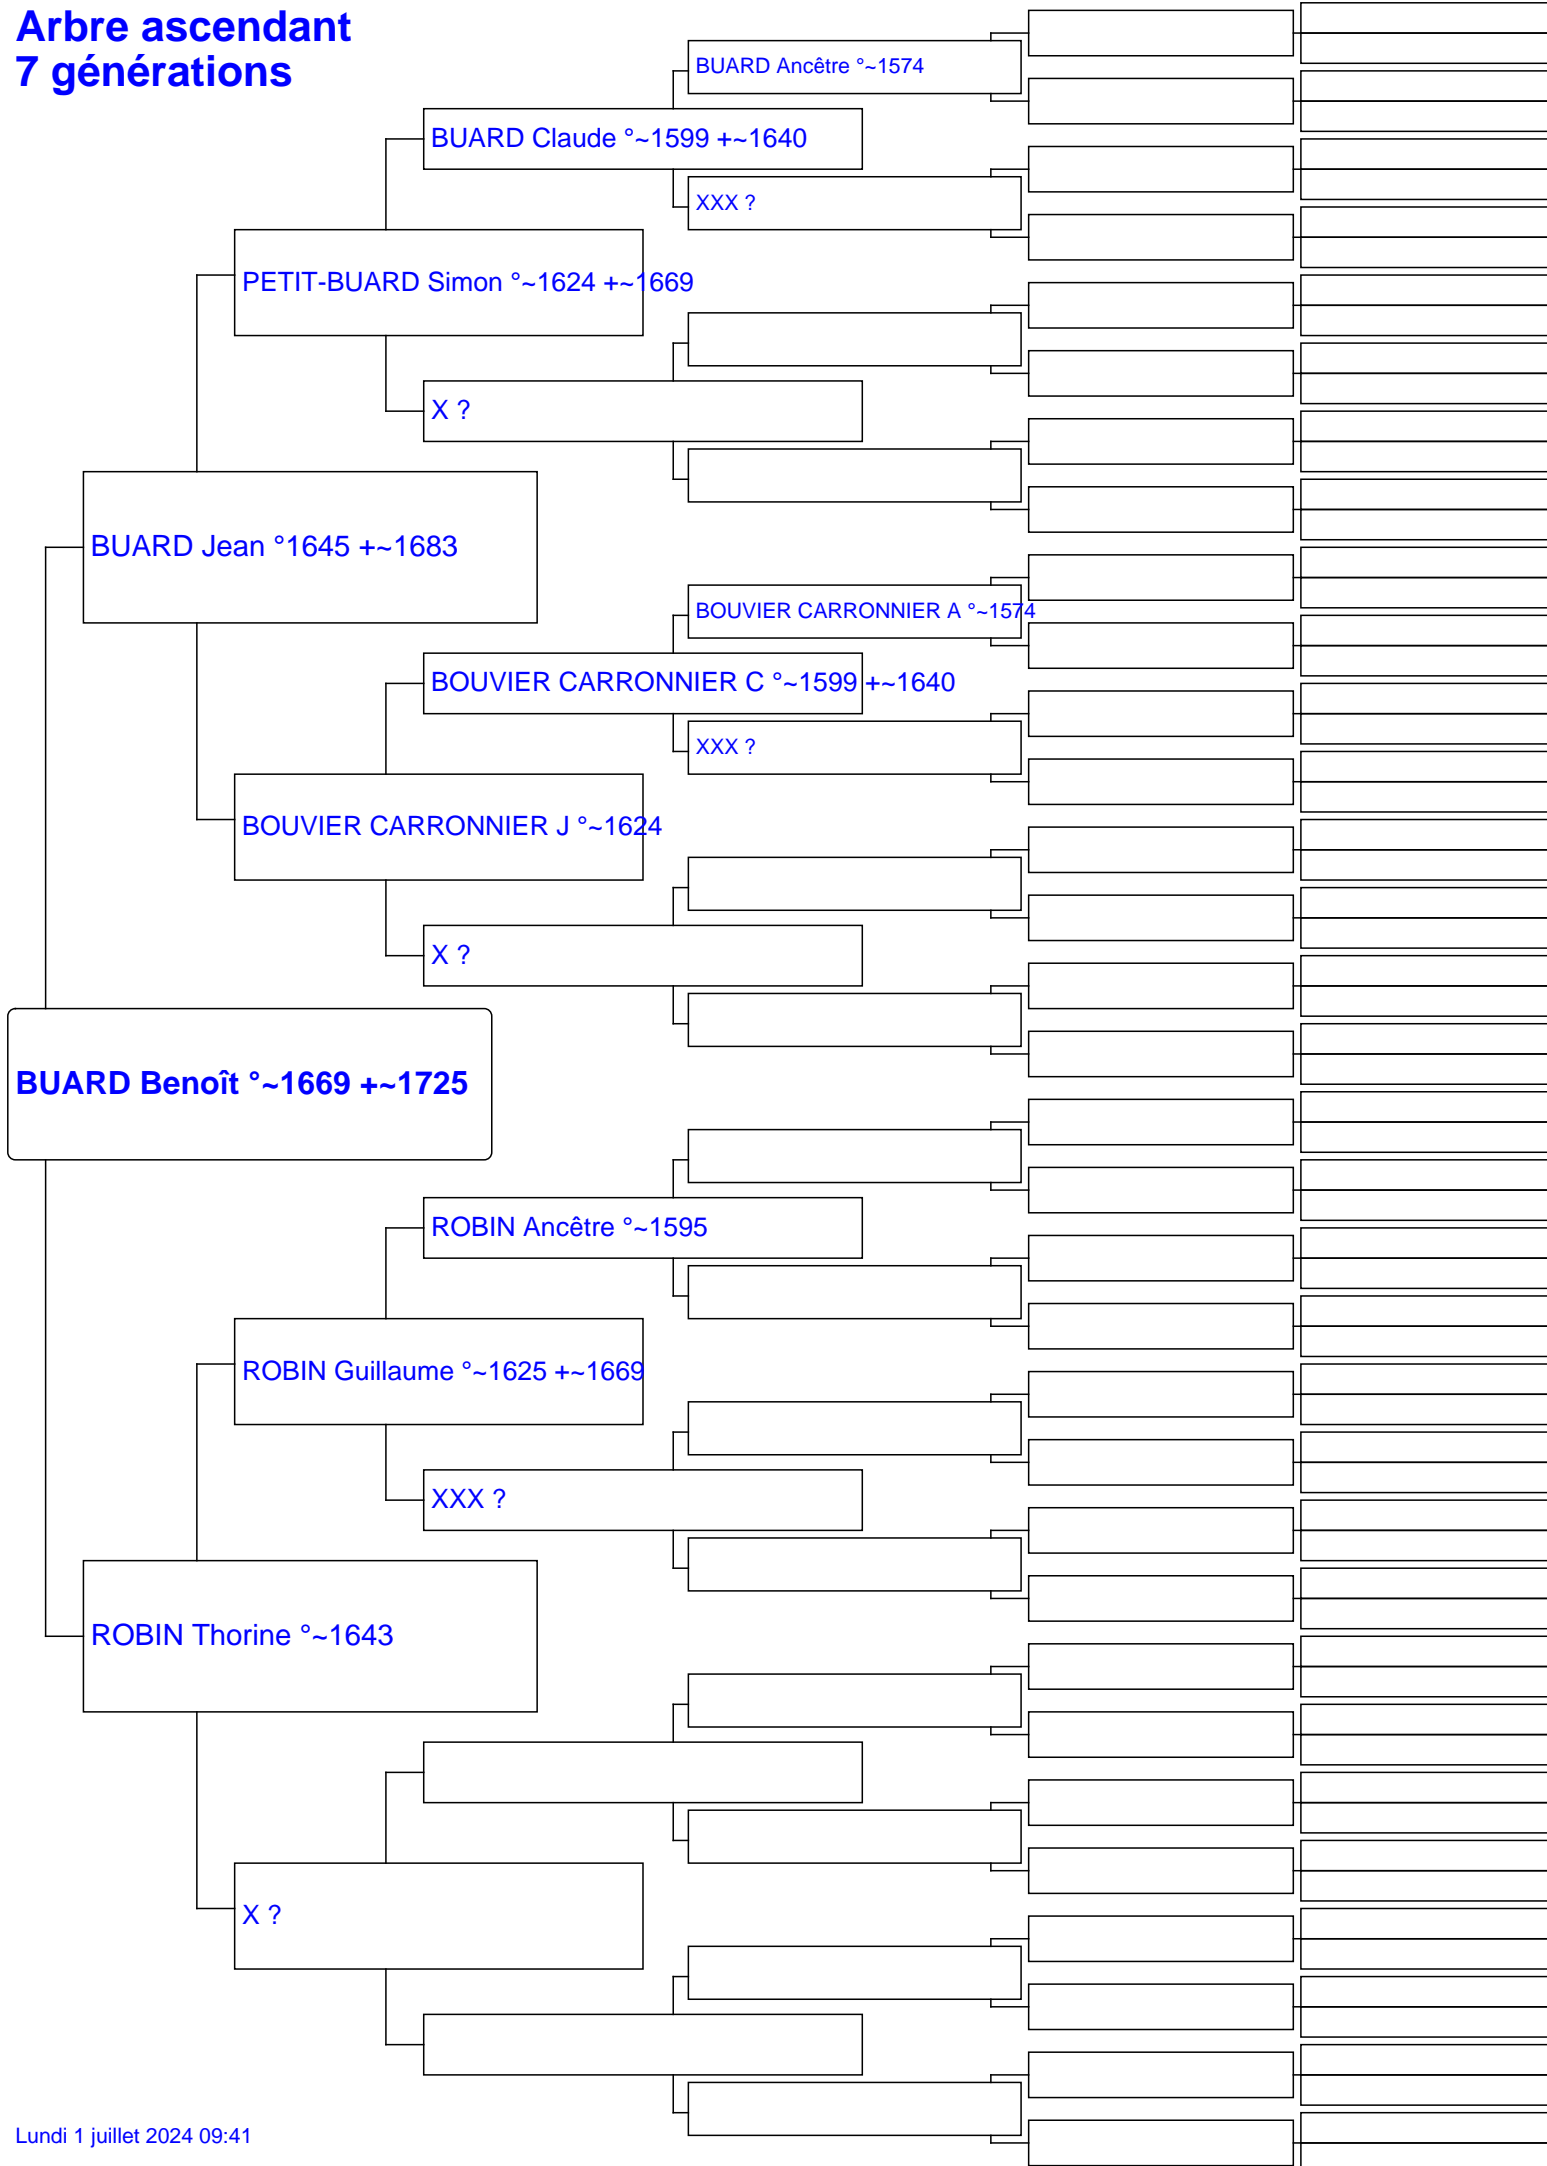 Arbre ascendant
7 générations
BUARD Ancêtre °~1574
BUARD Claude °~1599 +~1640
XXX ?
PETIT-BUARD Simon °~1624 +~1669
X ?
BUARD Jean °1645 +~1683
BOUVIER CARRONNIER A °~1574
BOUVIER CARRONNIER C °~1599 +~1640
XXX ?
BOUVIER CARRONNIER J °~1624
X ?
BUARD Benoît °~1669 +~1725
ROBIN Ancêtre °~1595
ROBIN Guillaume °~1625 +~1669
XXX ?
ROBIN Thorine °~1643
X ?
Lundi 1 juillet 2024 09:41